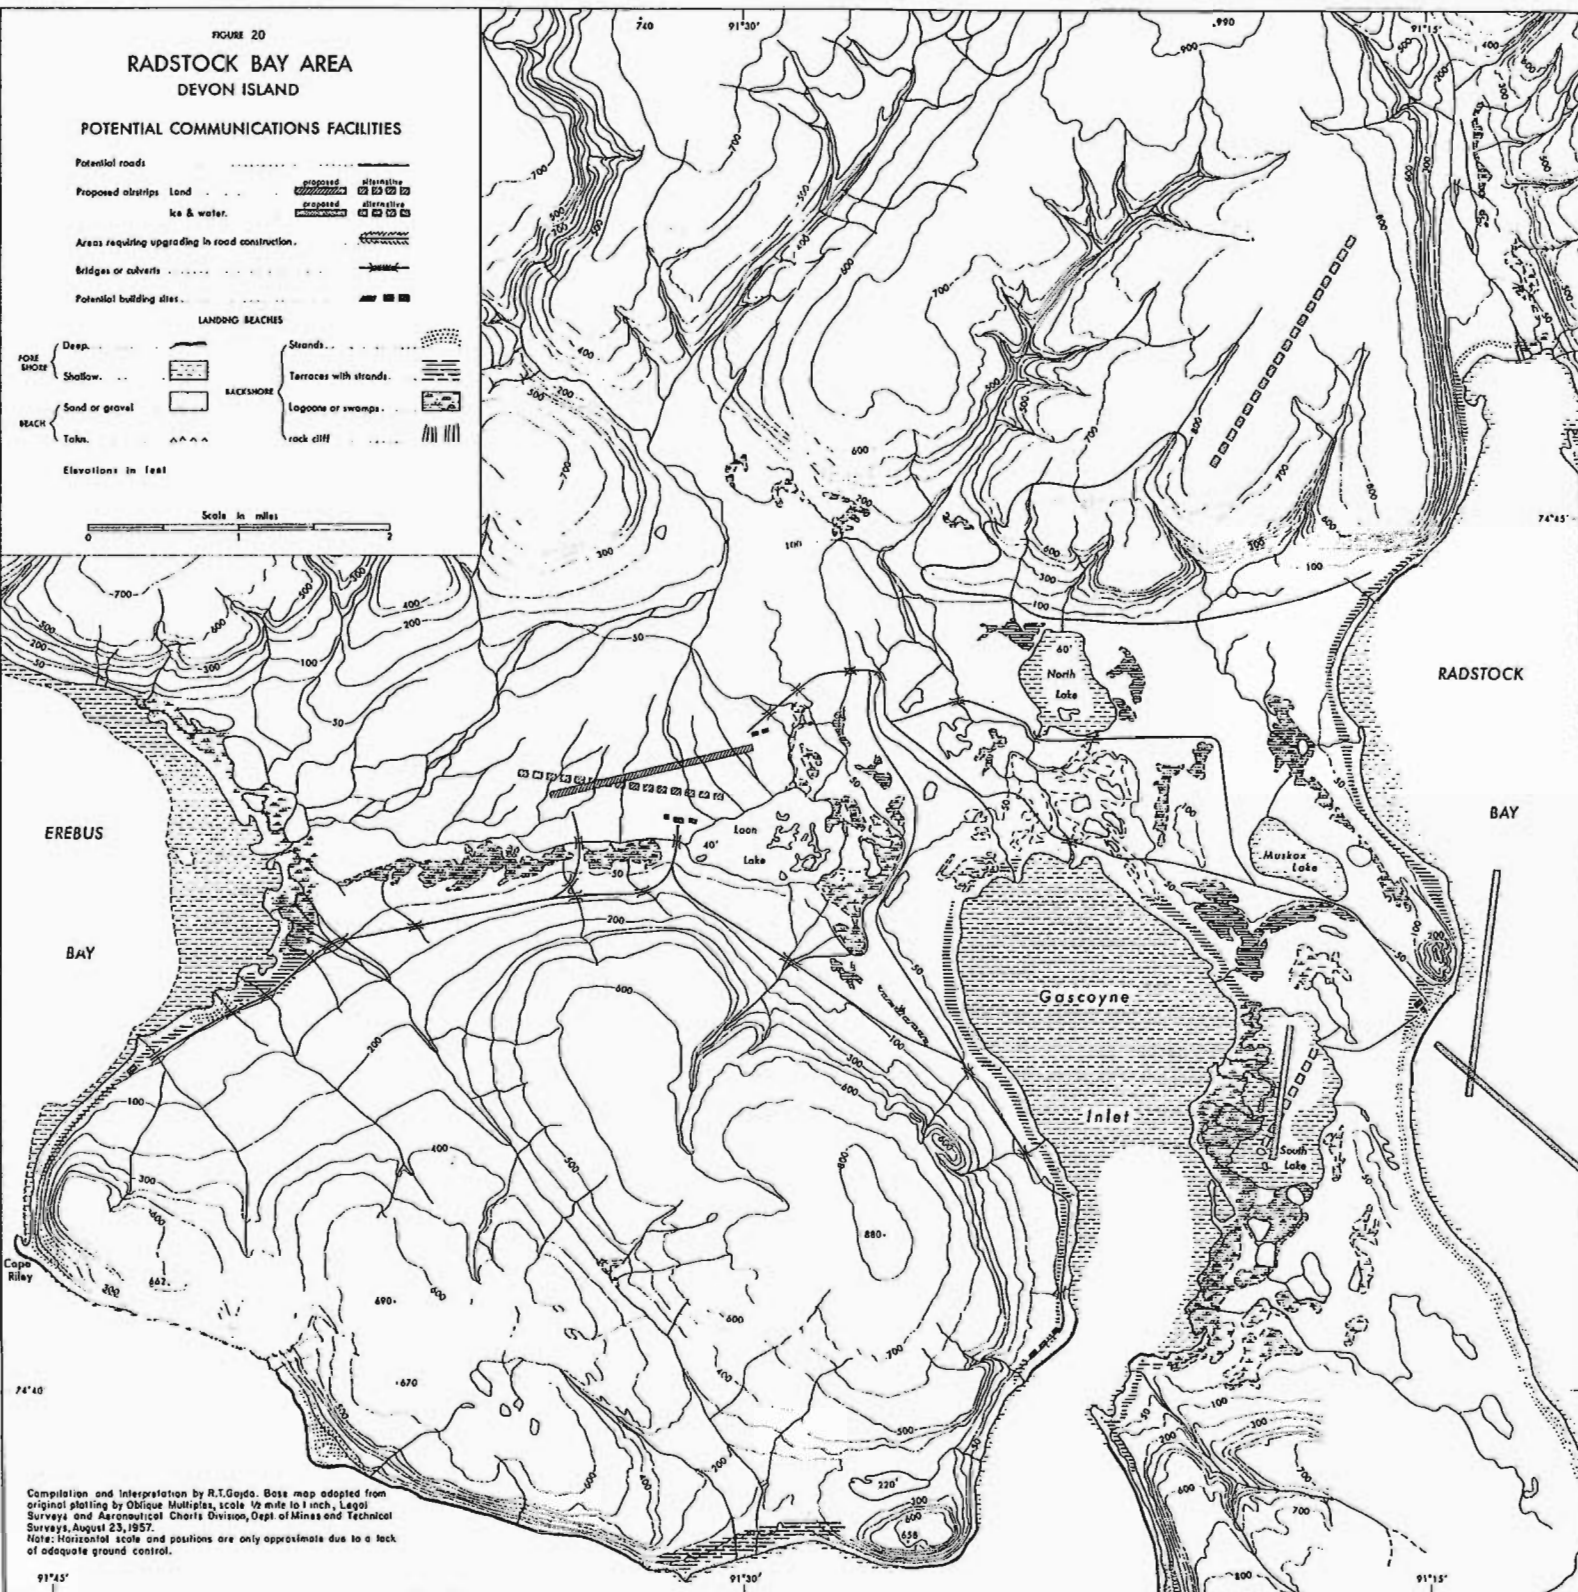 FIGURE 20
RADSTOCK BAY AREA
DEVON ISLAND
POTENTIAL COMMUNICATIONS FACILITIES
Potential roads
proposed alternative
Proposed airstrips Land
proposed alternative
Ice & water.
Areas requiring upgrading in road construction.
Bridges or culverts
Potential building sites.
LANDING BEACHES
FORE SHORE
Deep.
Shallow.
BEACH
Sand or gravel
Talus.
BACKSHORE
Strands.
Terraces with strands.
Lagoons or swamps.
rock cliff
Elevations in feet
Scale in miles
0 1 2
740
91°30'
990
91°15'
900
74°45'
60'
North
Lake
RADSTOCK
BAY
EREBUS
BAY
Loon
40'
Lake
Muskox
Lake
Gascoyne
Inlet
South
Lake
Cape
Riley
662
690
670
880
220'
658
74°40'
Compilation and Interpretation by R.T.Gajda. Base map adapted from
original plotting by Oblique Multiplex, scale ½ mile to 1 inch, Legal
Surveys and Aeronautical Charts Division, Dept. of Mines and Technical
Surveys, August 23, 1957.
Note: Horizontal scale and positions are only approximate due to a lack
of adequate ground control.
91°45'
91°30'
91°15'